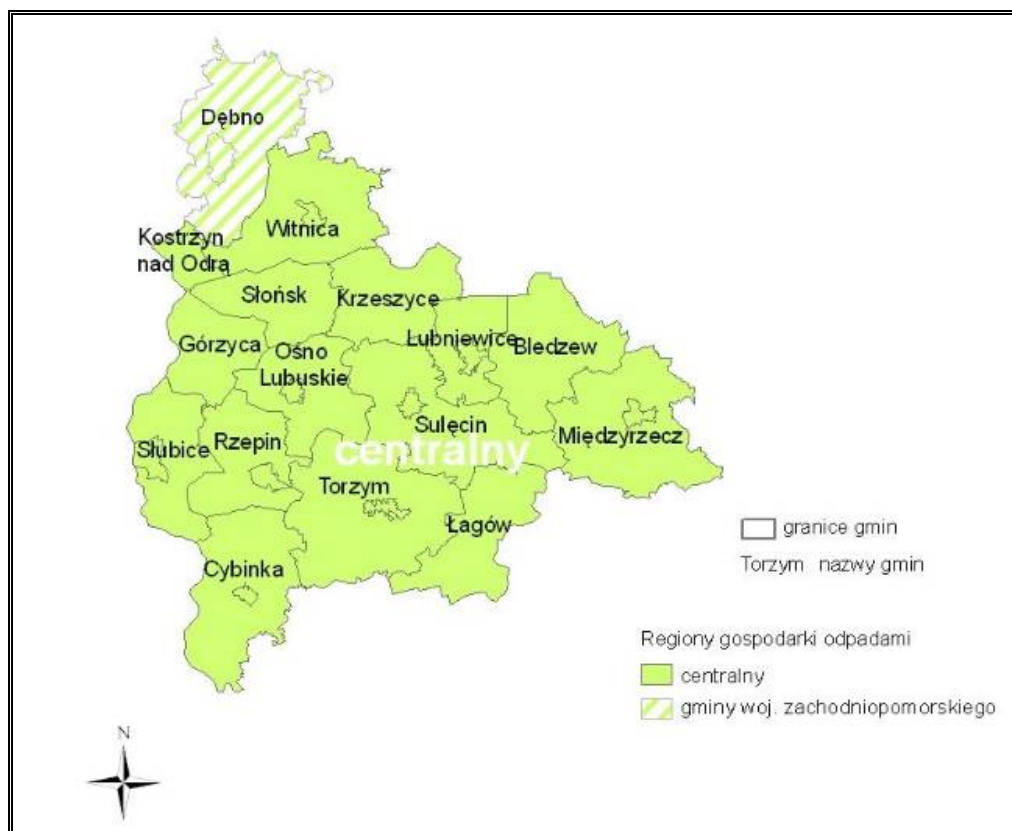 Dębno
Witnica
Kostrzyn
nad Odrą
Słońsk
Krzeszyce
Górzyca
Ośno
Lubuskie
Lubniewice
Bledzew
Słubice
Rzepin
Sulęcin
Międzyrzecz
centralny
Torzym
Łagów
Cybinka
granice gmin
Torzym nazwy gmin
Regiony gospodarki odpadami
centralny
gminy woj. zachodniopomorskiego
N